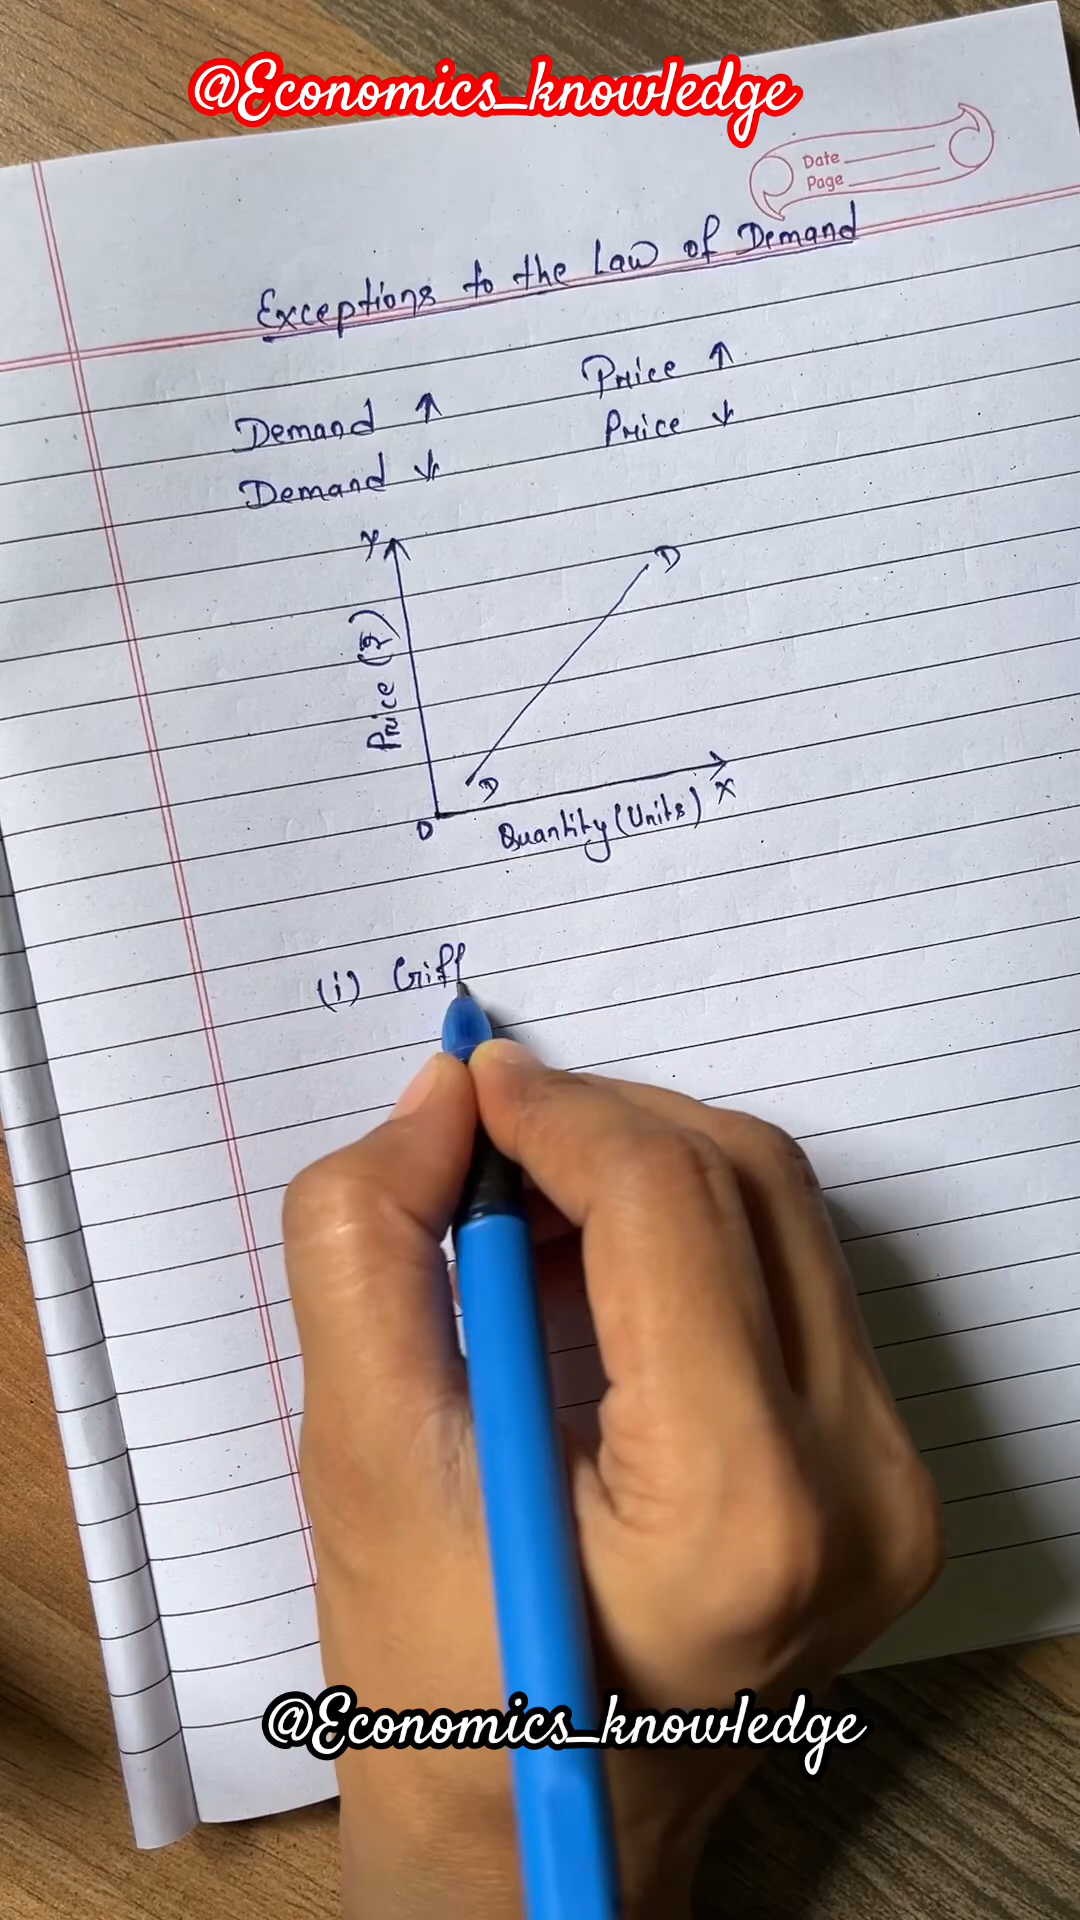 @Economics_knowledge
Date
Page
Exceptions to the Law of Demand
Demand ↑ Price ↑
Demand ↓ Price ↓
Y
D
Price (₹)
D
X
O
Quantity (Units)
(i) Giff
@Economics_knowledge